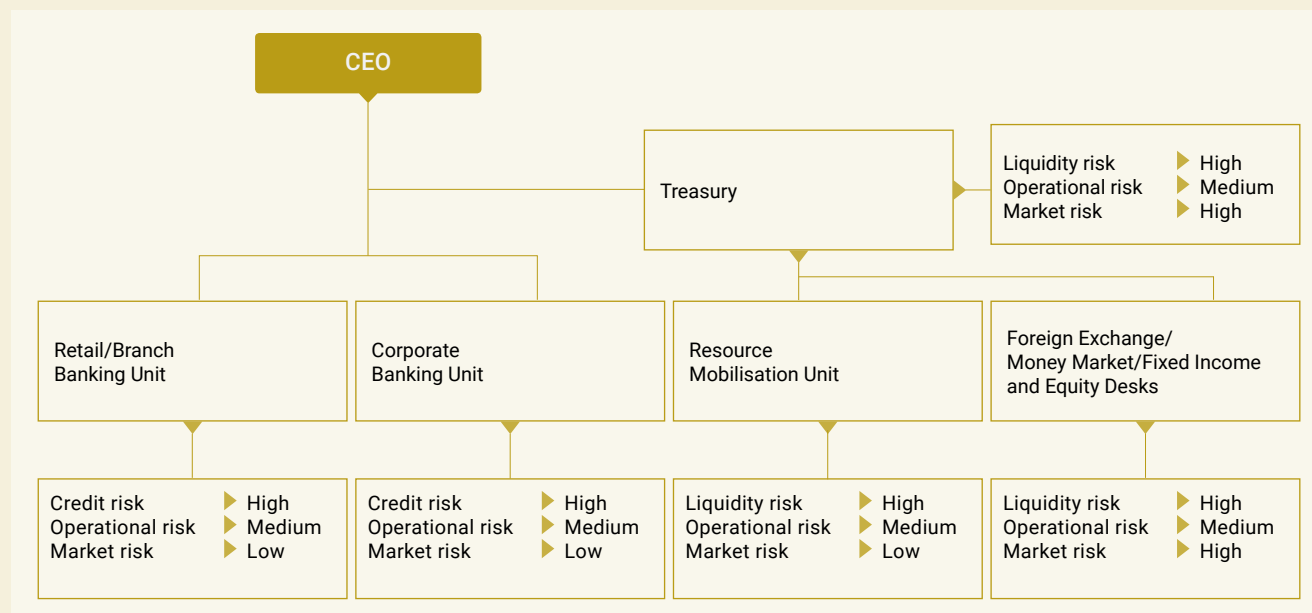 CEO
Treasury
Liquidity risk High
Operational risk Medium
Market risk High
Retail/Branch
Banking Unit
Corporate
Banking Unit
Resource
Mobilisation Unit
Foreign Exchange/
Money Market/Fixed Income
and Equity Desks
Credit risk High
Operational risk Medium
Market risk Low
Credit risk High
Operational risk Medium
Market risk Low
Liquidity risk High
Operational risk Medium
Market risk Low
Liquidity risk High
Operational risk Medium
Market risk High